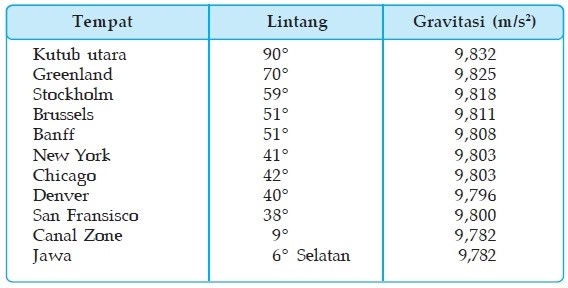 Tempat Lintang Gravitasi (m/s²)
Kutub utara 90° 9,832
Greenland 70° 9,825
Stockholm 59° 9,818
Brussels 51° 9,811
Banff 51° 9,808
New York 41° 9,803
Chicago 42° 9,803
Denver 40° 9,796
San Fransisco 38° 9,800
Canal Zone 9° 9,782
Jawa 6° Selatan 9,782